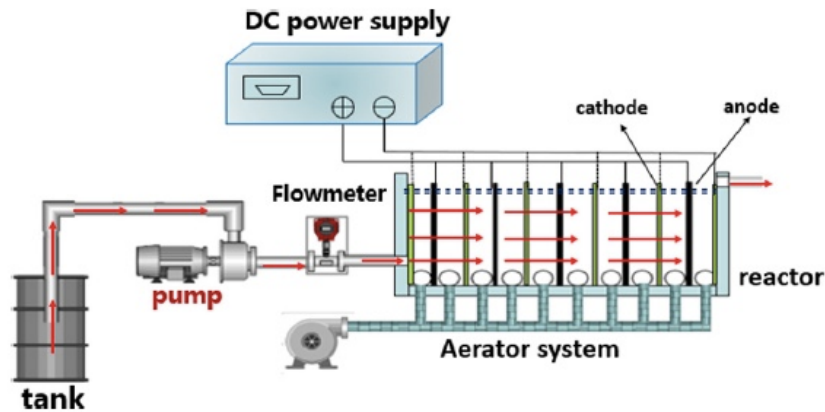 DC power supply
cathode
anode
Flowmeter
pump
reactor
Aerator system
tank